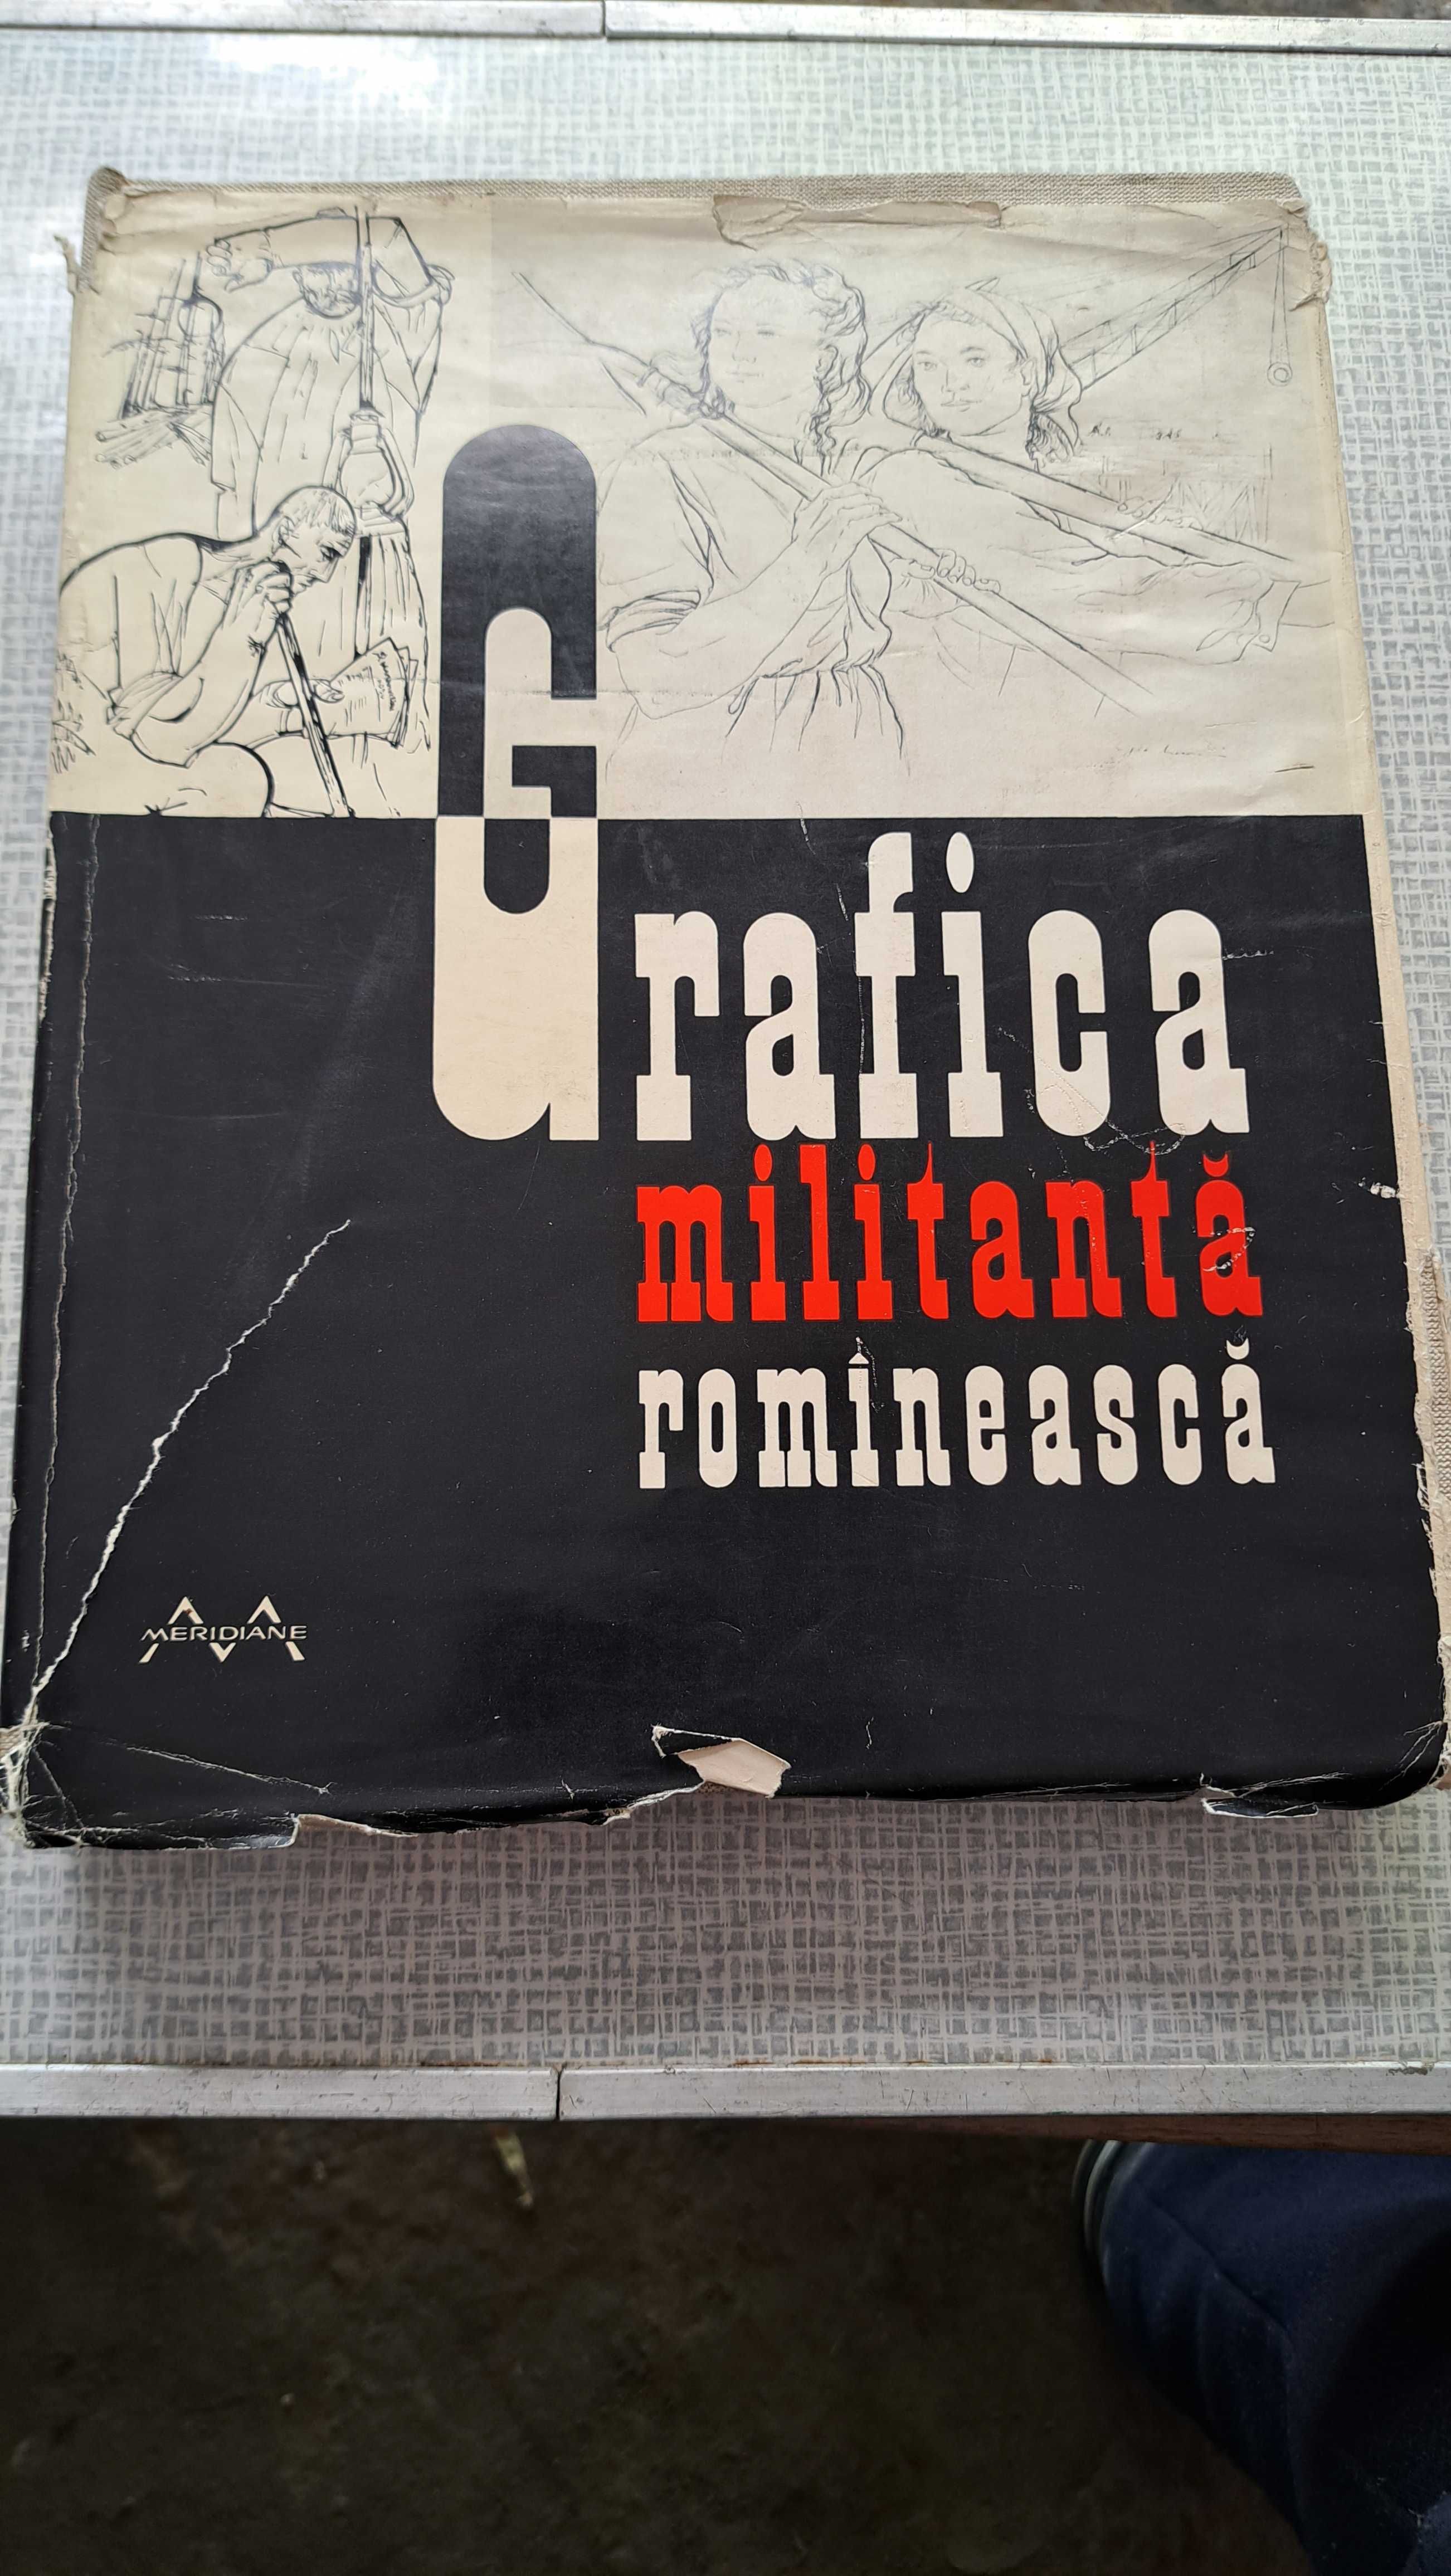 Grafica
militantă
romînească
MERIDIANE